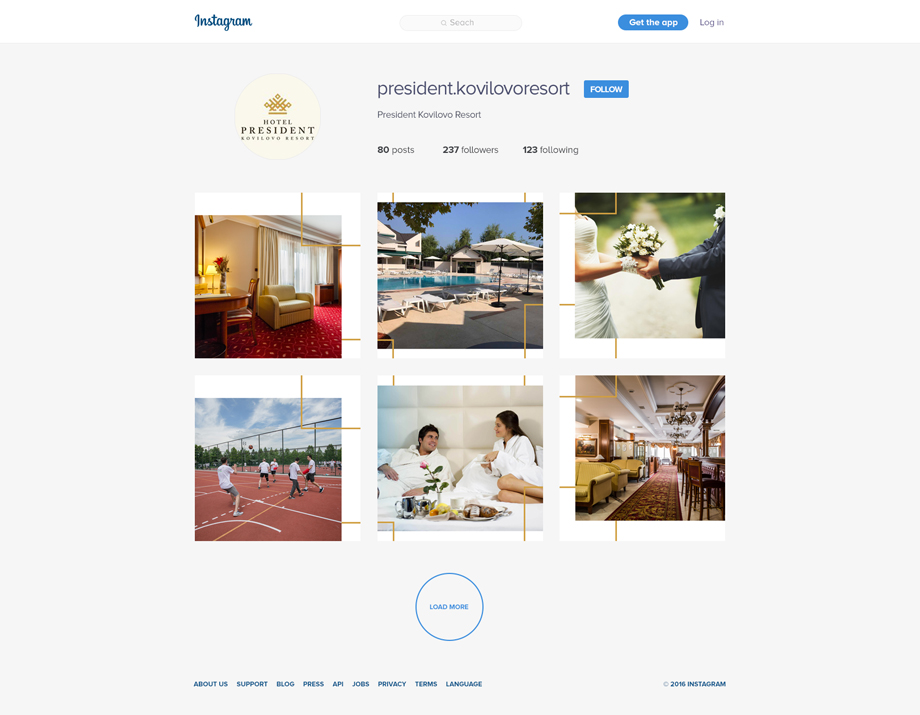 Instagram
Seach
Get the app
Log in
HOTEL
PRESIDENT
KOVILOVO RESORT
president.kovilovoresort
FOLLOW
President Kovilovo Resort
80 posts 237 followers 123 following
LOAD MORE
ABOUT US SUPPORT BLOG PRESS API JOBS PRIVACY TERMS LANGUAGE
© 2016 INSTAGRAM